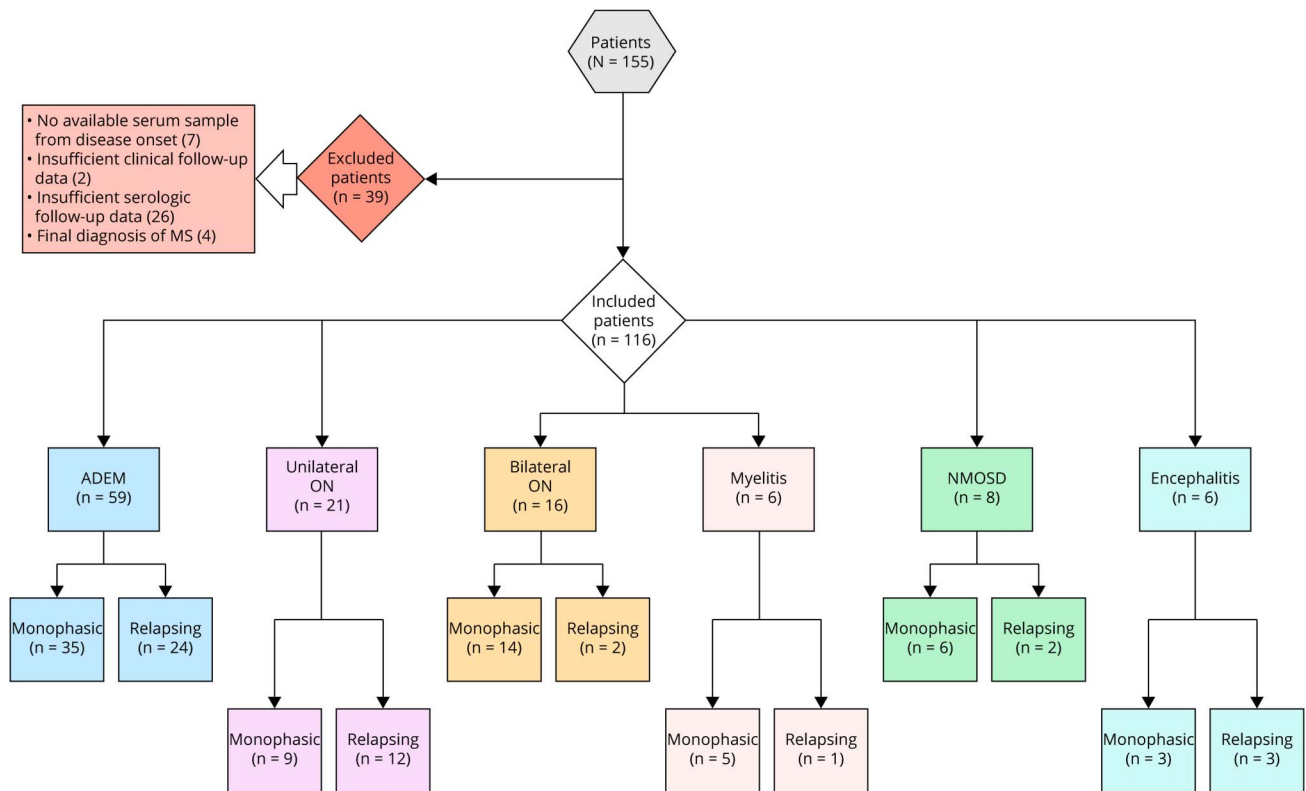 Patients
(N = 155)
• No available serum sample
from disease onset (7)
• Insufficient clinical follow-up
data (2)
• Insufficient serologic
follow-up data (26)
• Final diagnosis of MS (4)
Excluded
patients
(n = 39)
Included
patients
(n = 116)
ADEM
(n = 59)
Unilateral
ON
(n = 21)
Bilateral
ON
(n = 16)
Myelitis
(n = 6)
NMOSD
(n = 8)
Encephalitis
(n = 6)
Monophasic
(n = 35)
Relapsing
(n = 24)
Monophasic
(n = 14)
Relapsing
(n = 2)
Monophasic
(n = 6)
Relapsing
(n = 2)
Monophasic
(n = 9)
Relapsing
(n = 12)
Monophasic
(n = 5)
Relapsing
(n = 1)
Monophasic
(n = 3)
Relapsing
(n = 3)